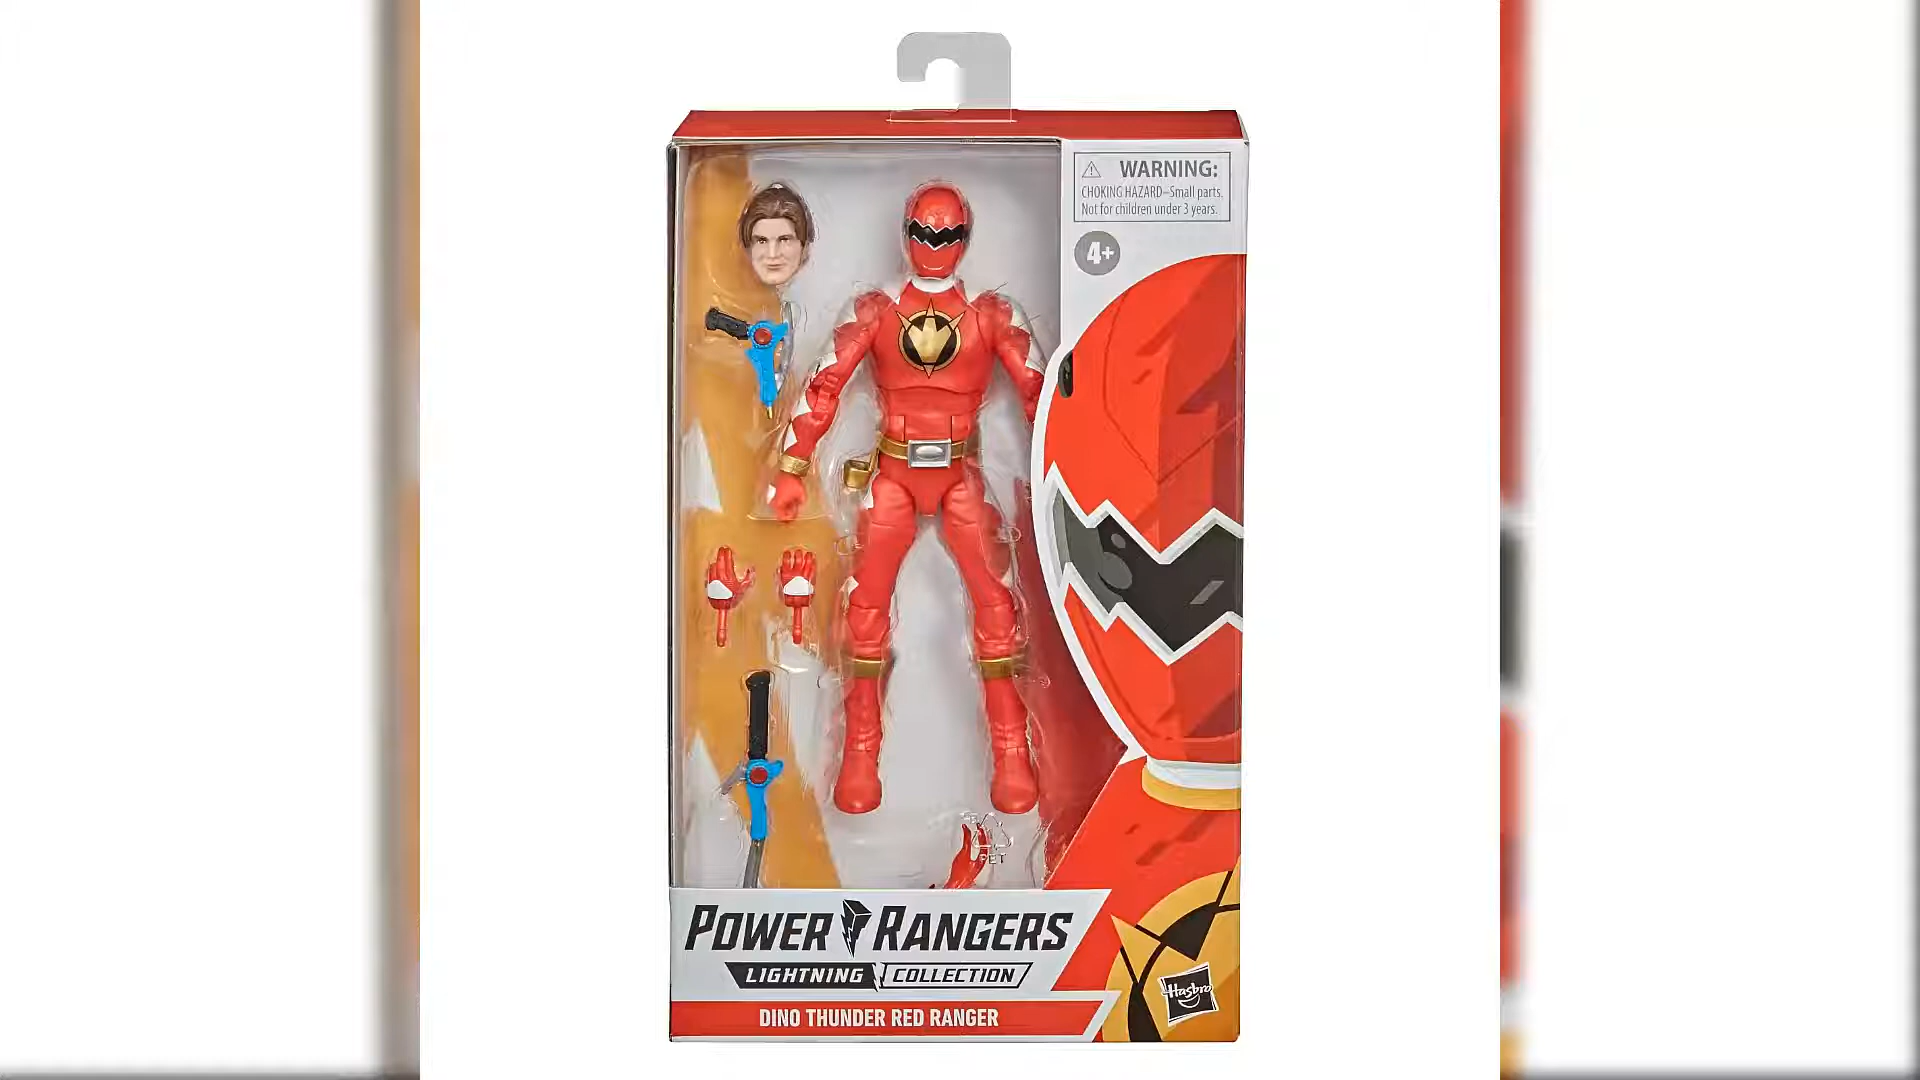 WARNING:
CHOKING HAZARD–Small parts.
Not for children under 3 years.
4+
PET
POWER RANGERS
LIGHTNING COLLECTION
Hasbro
DINO THUNDER RED RANGER